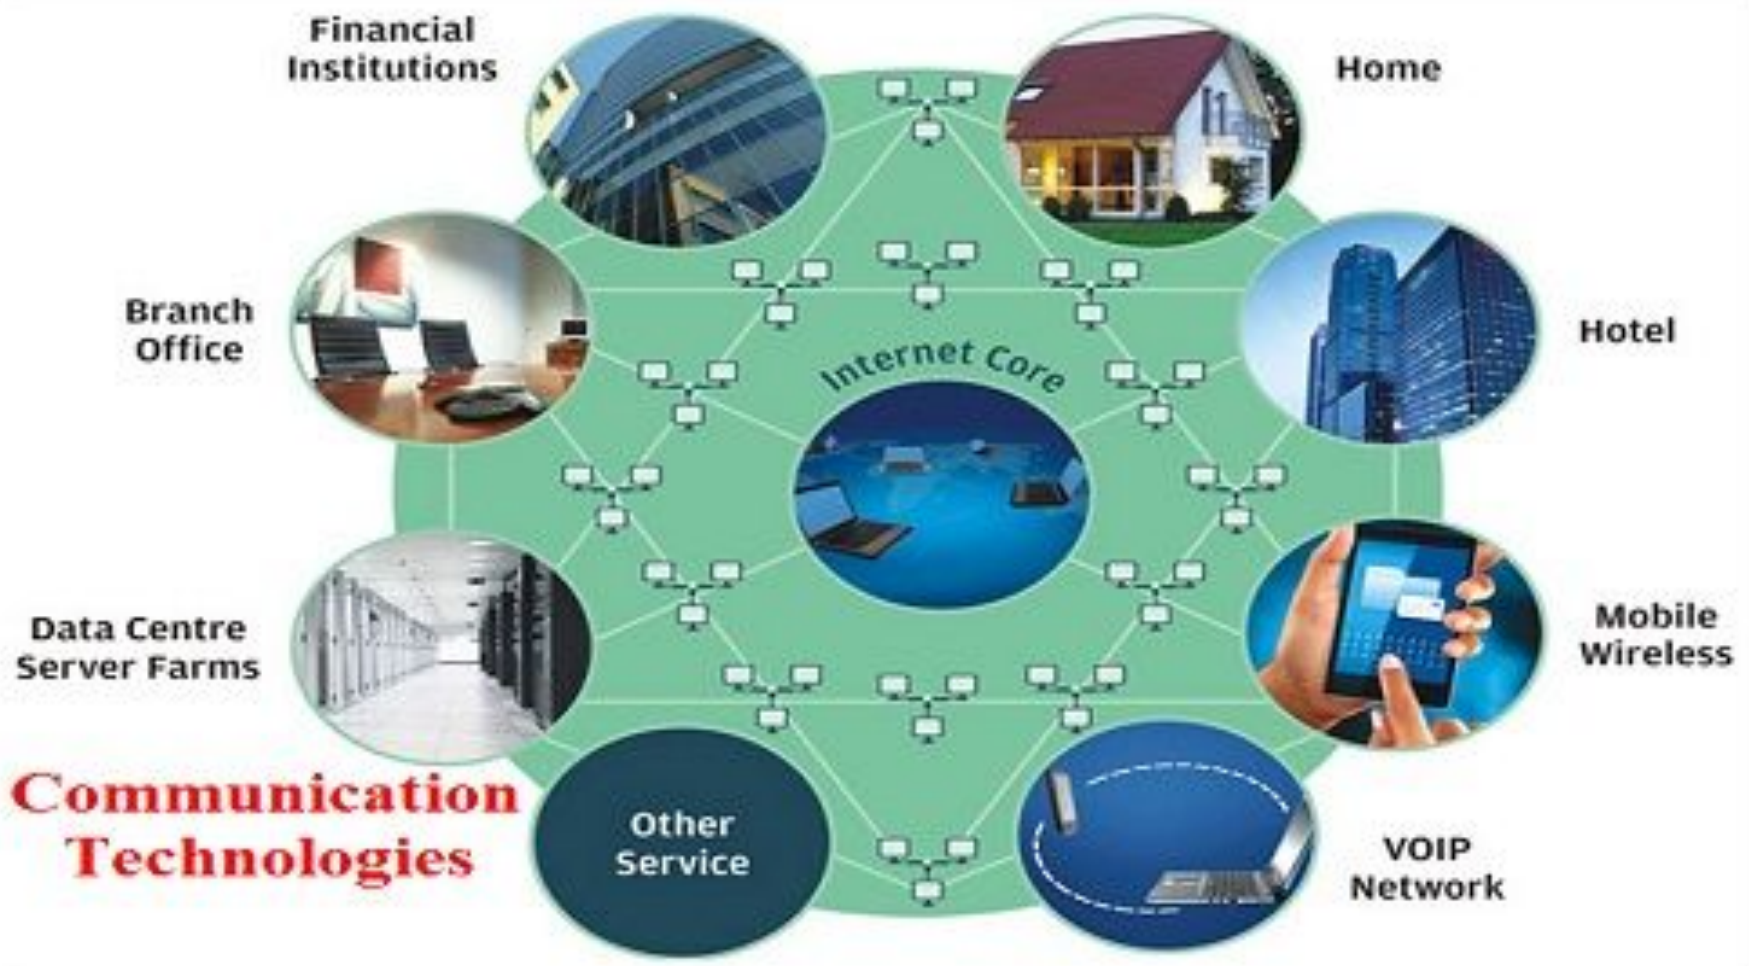 Financial
Institutions
Home
Branch
Office
Hotel
Internet Core
Data Centre
Server Farms
Mobile
Wireless
Communication
Technologies
Other
Service
VOIP
Network